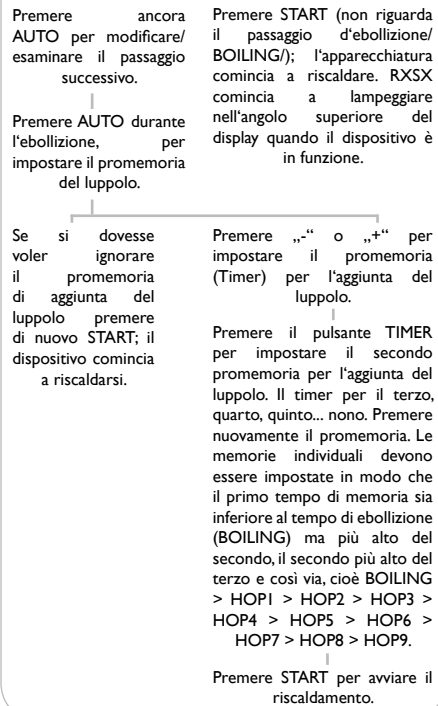 Premere ancora
AUTO per modificare/
esaminare il passaggio
successivo.
Premere AUTO durante
l‘ebollizione, per
impostare il promemoria
del luppolo.
Premere START (non riguarda
il passaggio d‘ebollizione/
BOILING/); l‘apparecchiatura
comincia a riscaldare. RXSX
comincia a lampeggiare
nell‘angolo superiore del
display quando il dispositivo è
in funzione.
Se si dovesse
voler ignorare
il promemoria
di aggiunta del
luppolo premere
di nuovo START; il
dispositivo comincia
a riscaldarsi.
Premere „-“ o „+“ per
impostare il promemoria
(Timer) per l‘aggiunta del
luppolo.
Premere il pulsante TIMER
per impostare il secondo
promemoria per l‘aggiunta del
luppolo. Il timer per il terzo,
quarto, quinto... nono. Premere
nuovamente il promemoria. Le
memorie individuali devono
essere impostate in modo che
il primo tempo di memoria sia
inferiore al tempo di ebollizione
(BOILING) ma più alto del
secondo, il secondo più alto del
terzo e così via, cioè BOILING
> HOP1 > HOP2 > HOP3 >
HOP4 > HOP5 > HOP6 >
HOP7 > HOP8 > HOP9.
Premere START per avviare il
riscaldamento.